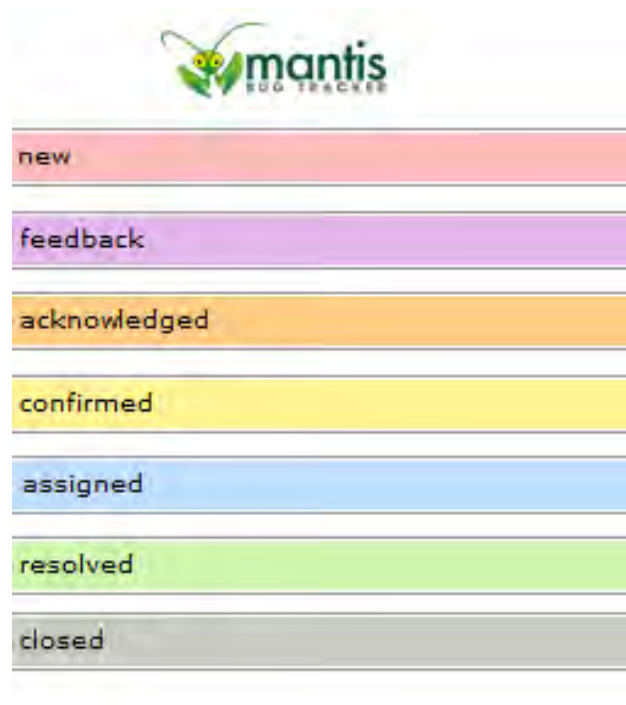 mantis
BUG TRACKER
new
feedback
acknowledged
confirmed
assigned
resolved
closed